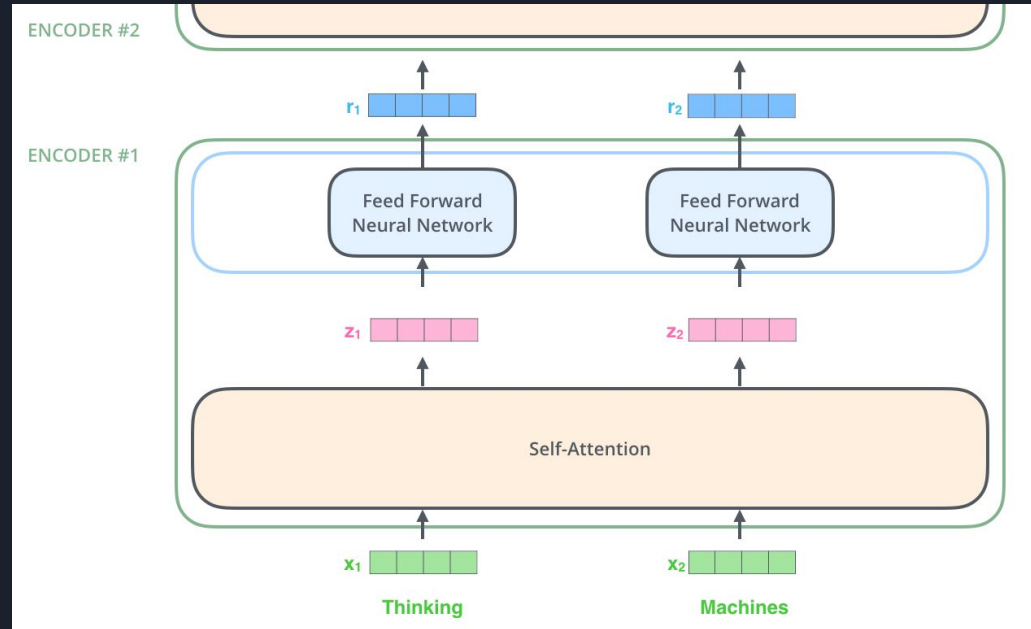 ENCODER #2
r₁
r₂
ENCODER #1
Feed Forward
Neural Network
Feed Forward
Neural Network
z₁
z₂
Self-Attention
x₁
x₂
Thinking
Machines